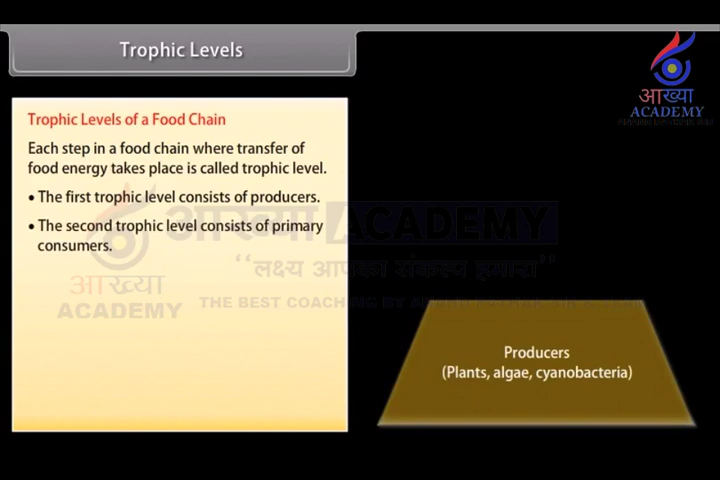 Trophic Levels
आख्या
ACADEMY
Trophic Levels of a Food Chain
Each step in a food chain where transfer of
food energy takes place is called trophic level.
• The first trophic level consists of producers.
• The second trophic level consists of primary
consumers.
आख्या ACADEMY
“लक्ष्य आपका संकल्प हमारा”
आख्या
ACADEMY
THE BEST COACHING BY
Producers
(Plants, algae, cyanobacteria)